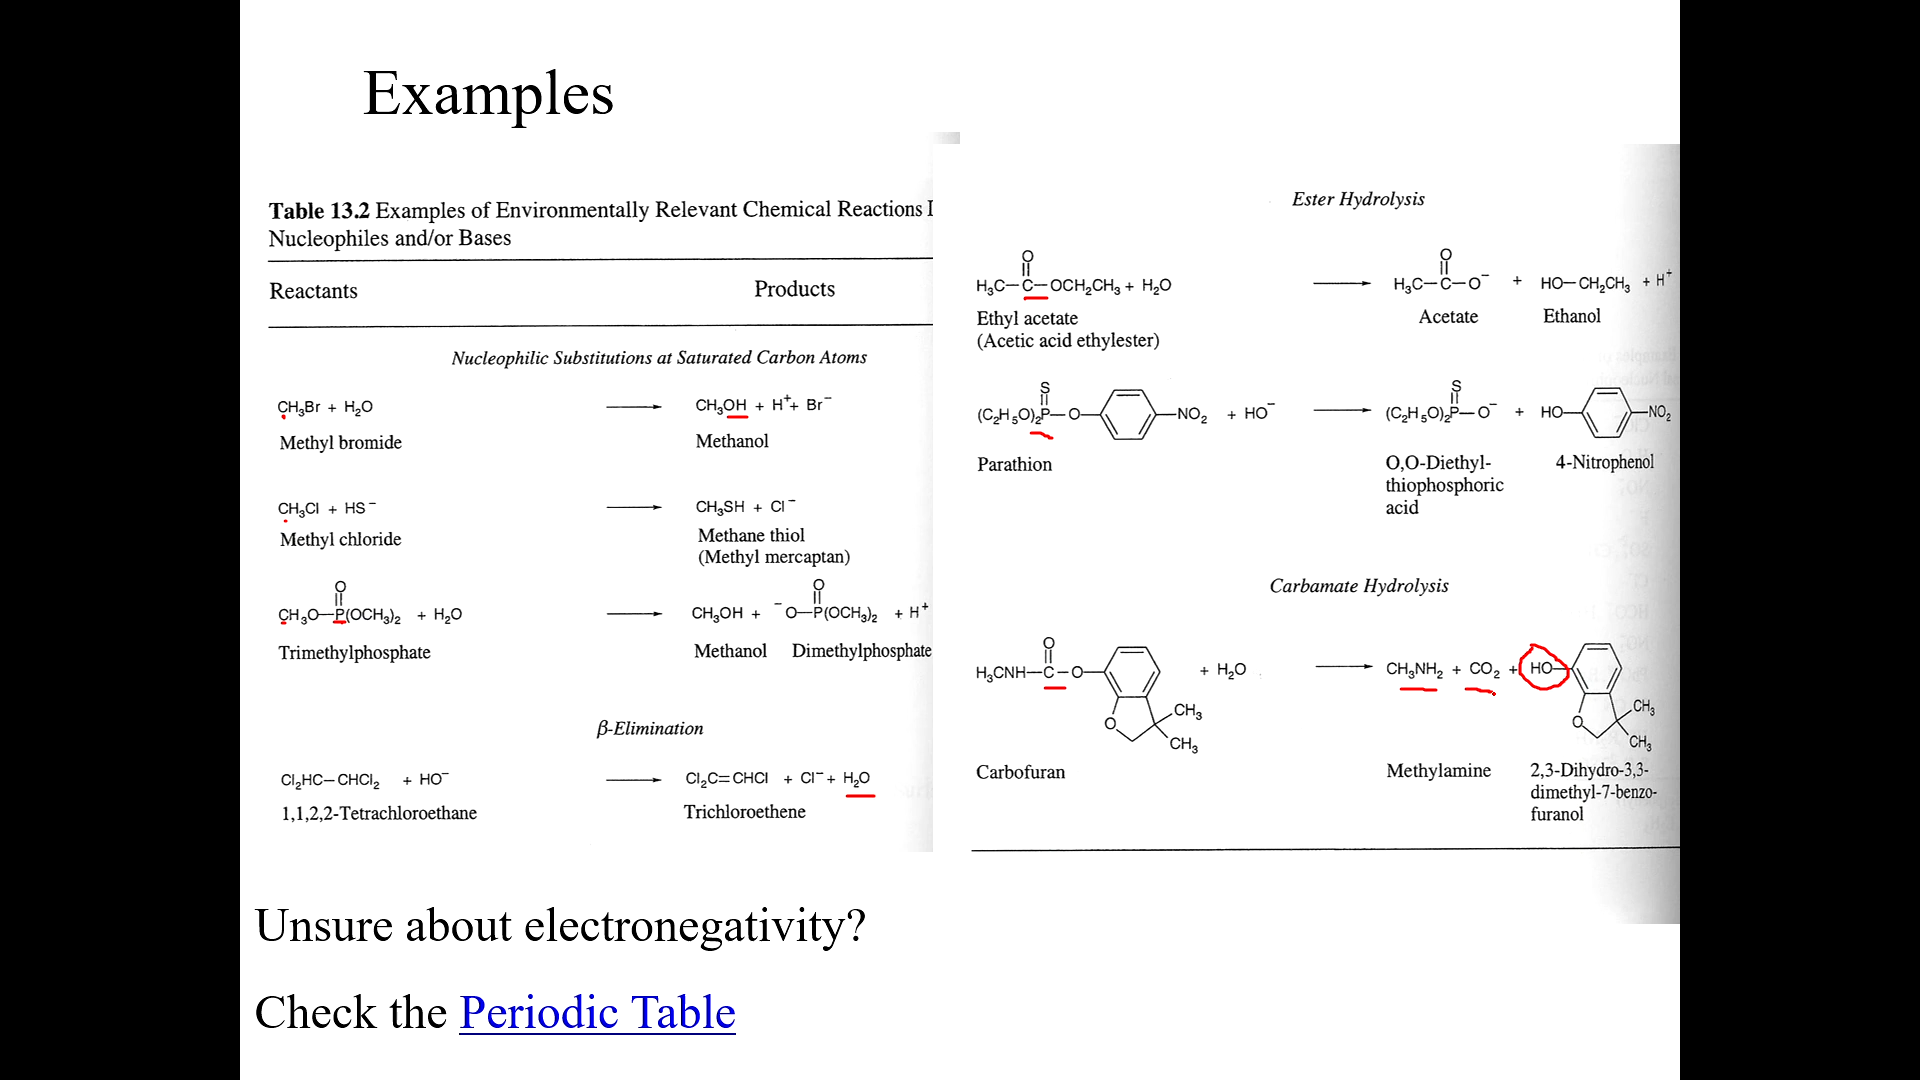 Examples
Table 13.2 Examples of Environmentally Relevant Chemical Reactions I
Nucleophiles and/or Bases
Reactants Products
Nucleophilic Substitutions at Saturated Carbon Atoms
CH₃Br + H₂O ⟶ CH₃OH + H⁺ + Br⁻
Methyl bromide Methanol
CH₃Cl + HS⁻ ⟶ CH₃SH + Cl⁻
Methyl chloride Methane thiol
(Methyl mercaptan)
O O
CH₃O—P(OCH₃)₂ + H₂O ⟶ CH₃OH + ⁻O—P(OCH₃)₂ + H⁺
Trimethylphosphate Methanol Dimethylphosphate
β-Elimination
Cl₂HC—CHCl₂ + HO⁻ ⟶ Cl₂C=CHCl + Cl⁻ + H₂O
1,1,2,2-Tetrachloroethane Trichloroethene
Ester Hydrolysis
O O
H₃C—C—OCH₂CH₃ + H₂O ⟶ H₃C—C—O⁻ + HO—CH₂CH₃ + H⁺
Ethyl acetate Acetate Ethanol
(Acetic acid ethylester)
S S
(C₂H₅O)₂P—O— —NO₂ + HO⁻ ⟶ (C₂H₅O)₂P—O⁻ + HO— —NO₂
Parathion O,O-Diethyl- 4-Nitrophenol
thiophosphoric
acid
Carbamate Hydrolysis
O
H₃CNH—C—O— + H₂O ⟶ CH₃NH₂ + CO₂ + HO—
CH₃ CH₃
O O
CH₃ CH₃
Carbofuran Methylamine 2,3-Dihydro-3,3-
dimethyl-7-benzo-
furanol
Unsure about electronegativity?
Check the Periodic Table